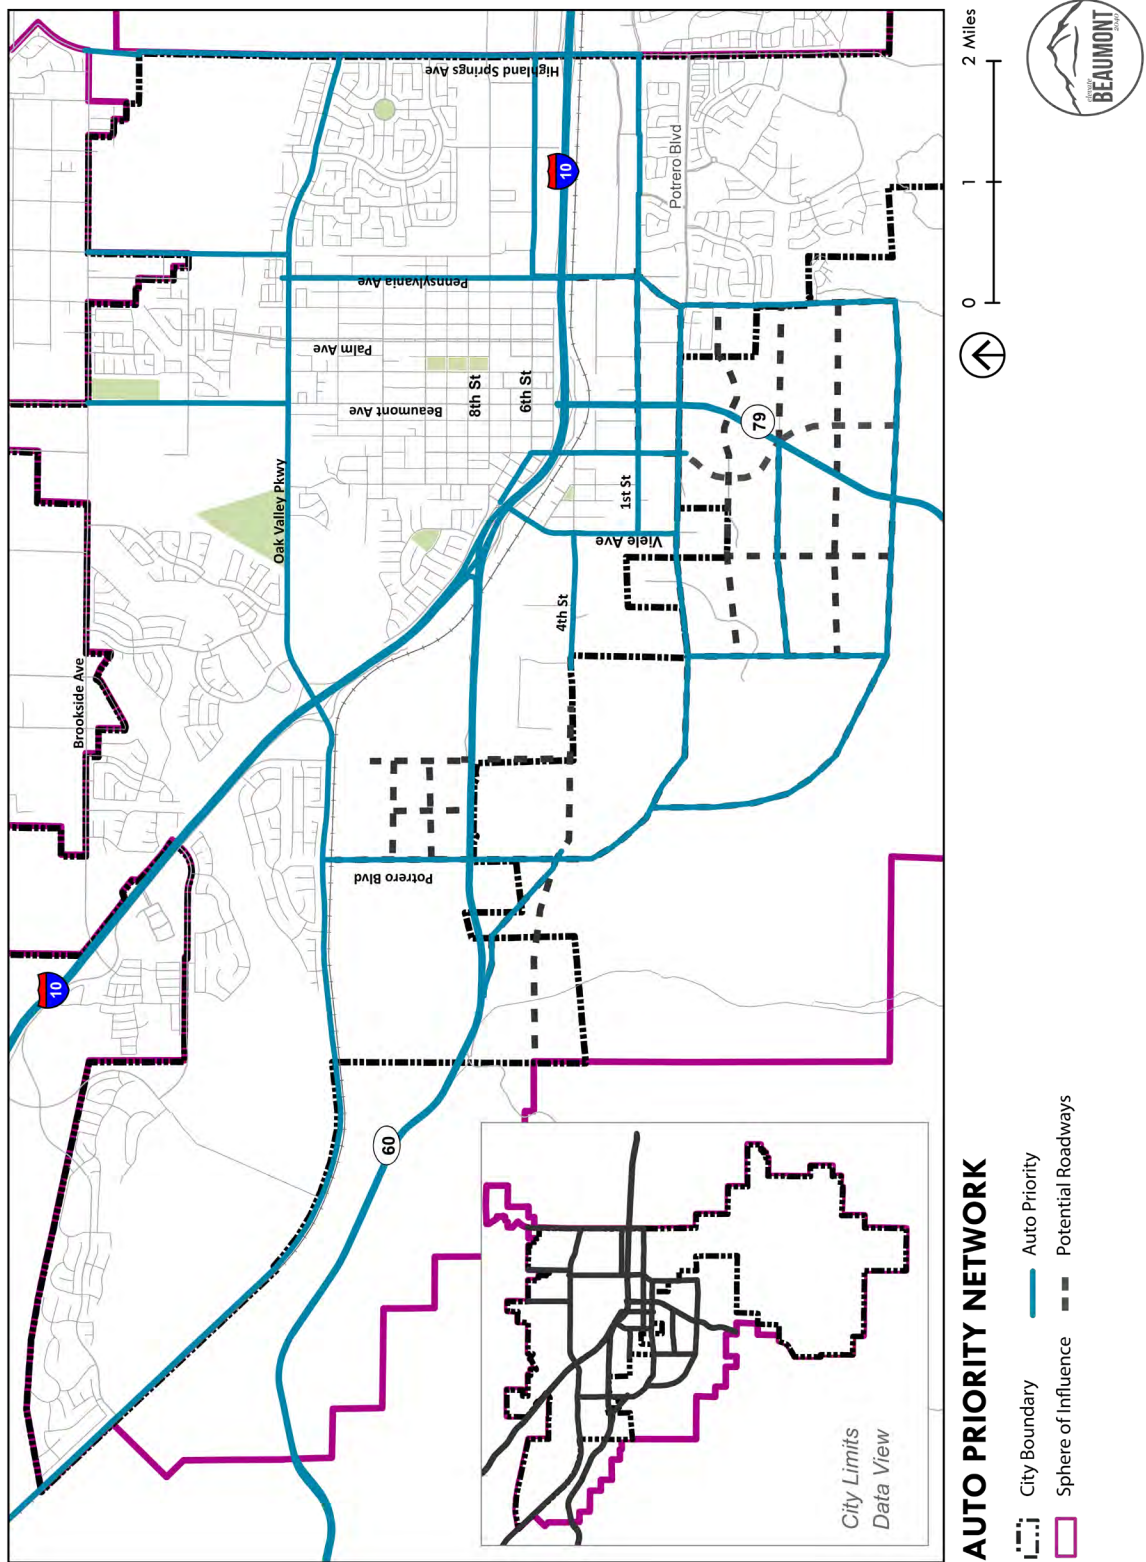 10
10
60
79
Brookside Ave
Oak Valley Pkwy
Highland Springs Ave
Pennsylvania Ave
Palm Ave
Beaumont Ave
8th St
6th St
1st St
Viele Ave
4th St
Potrero Blvd
Potrero Blvd
City Limits
Data View
AUTO PRIORITY NETWORK
City Boundary
Sphere of Influence
Auto Priority
Potential Roadways
0 1 2 Miles
elevate
BEAUMONT